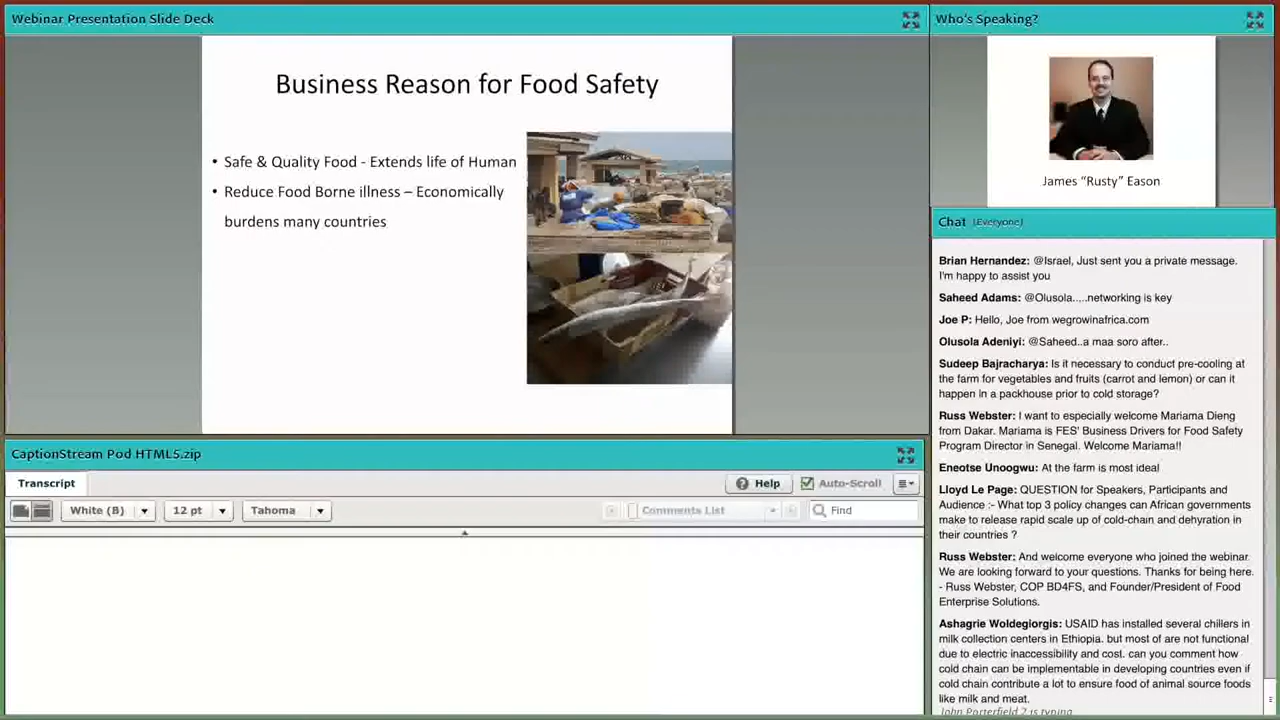 Webinar Presentation Slide Deck
Business Reason for Food Safety
• Safe & Quality Food - Extends life of Human
• Reduce Food Borne illness – Economically
burdens many countries
Who's Speaking?
James “Rusty” Eason
Chat (Everyone)
Brian Hernandez: @Israel, Just sent you a private message.
I'm happy to assist you
Saheed Adams: @Olusola.....networking is key
Joe P: Hello, Joe from wegrowinafrica.com
Olusola Adeniyi: @Saheed..a maa soro after..
Sudeep Bajracharya: Is it necessary to conduct pre-cooling at
the farm for vegetables and fruits (carrot and lemon) or can it
happen in a packhouse prior to cold storage?
Russ Webster: I want to especially welcome Mariama Dieng
from Dakar. Mariama is FES' Business Drivers for Food Safety
Program Director in Senegal. Welcome Mariama!!
Eneotse Unoogwu: At the farm is most ideal
Lloyd Le Page: QUESTION for Speakers, Participants and
Audience :- What top 3 policy changes can African governments
make to release rapid scale up of cold-chain and dehyration in
their countries ?
Russ Webster: And welcome everyone who joined the webinar.
We are looking forward to your questions. Thanks for being here.
- Russ Webster, COP BD4FS, and Founder/President of Food
Enterprise Solutions.
Ashagrie Woldegiorgis: USAID has installed several chillers in
milk collection centers in Ethiopia. but most of are not functional
due to electric inaccessibility and cost. can you comment how
cold chain can be implementable in developing countries even if
cold chain contribute a lot to ensure food of animal source foods
like milk and meat.
John Porterfield 2 is typing
CaptionStream Pod HTML5.zip
Transcript
Help
Auto-Scroll
White (B)
12 pt
Tahoma
Comments List
Find